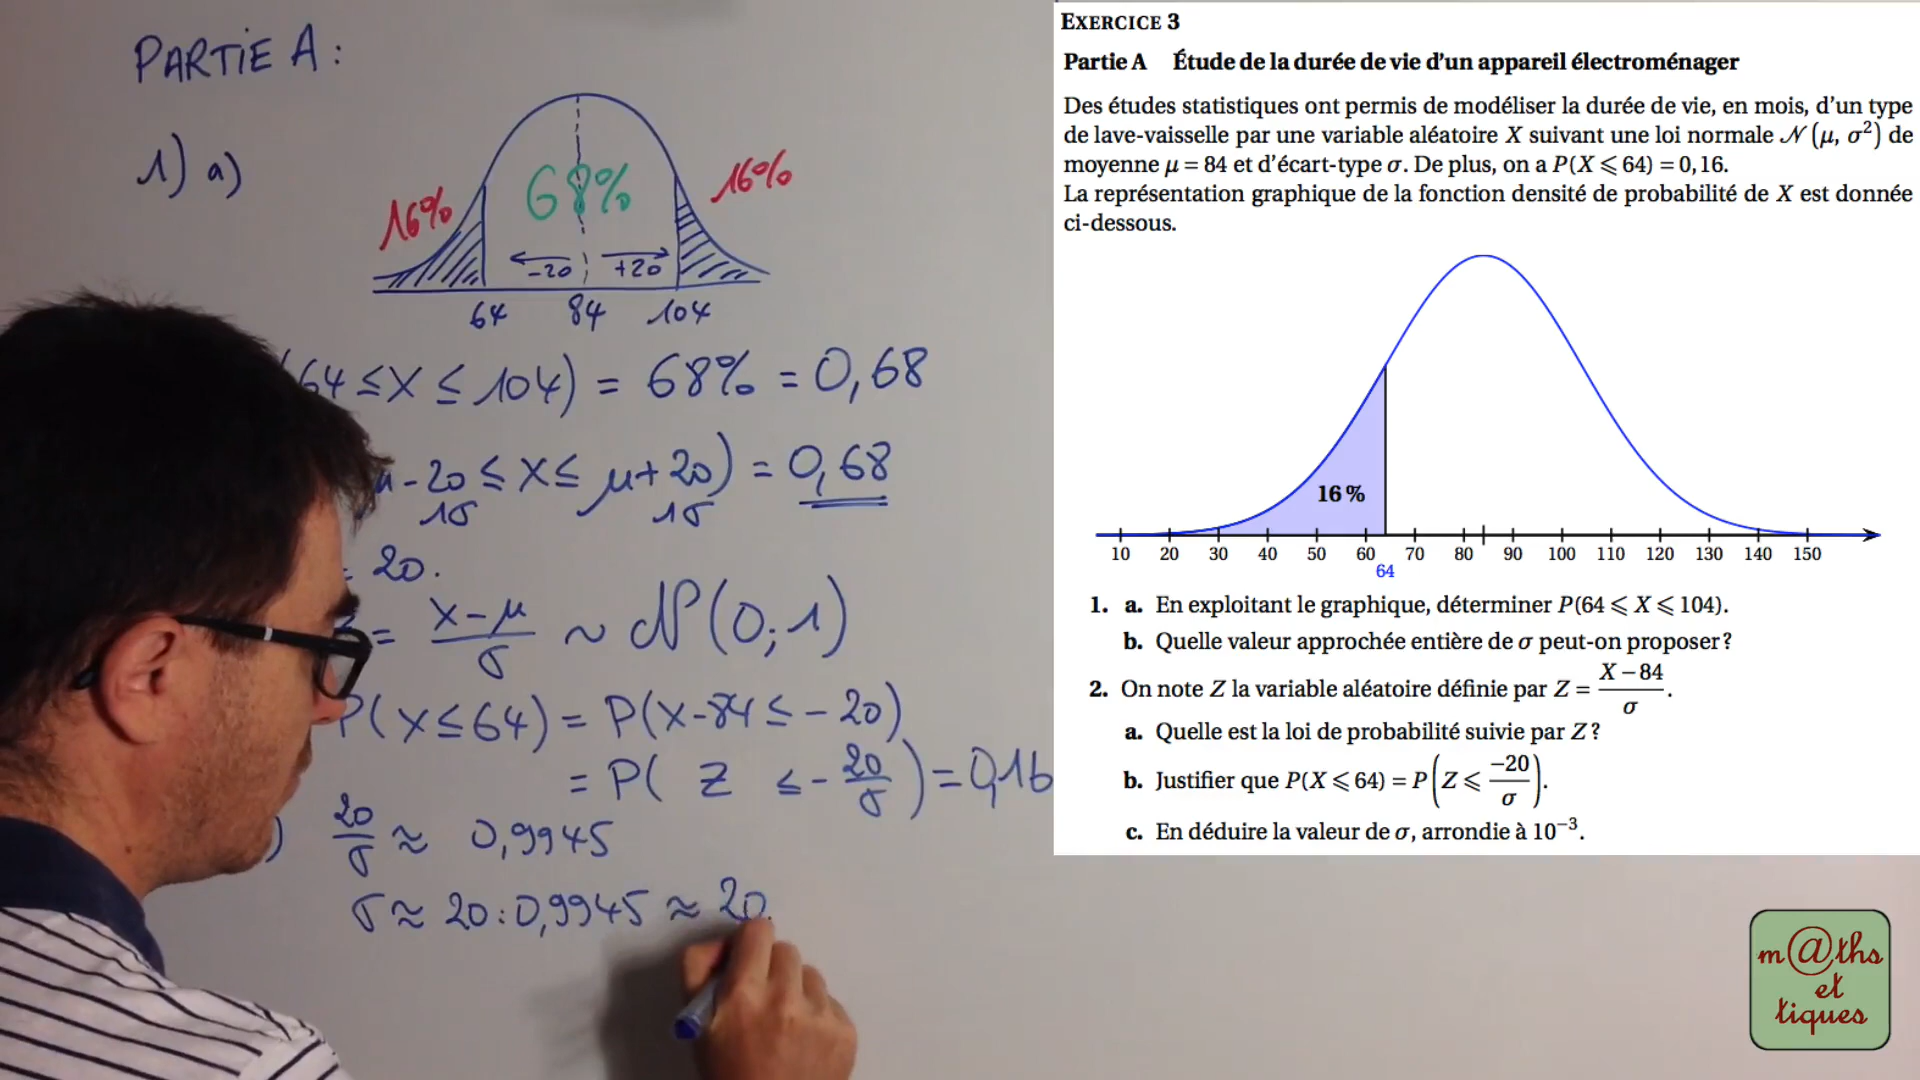 PARTIE A :
1) a)
16%
68%
16%
-20
+20
64
84
104
64 ≤ X ≤ 104) = 68% = 0,68
- 20 ≤ X ≤ μ + 20) = 0,68
1σ
1σ
20.
= X-μ / σ ~ N(0;1)
P(X ≤ 64) = P(X-84 ≤ -20)
= P( Z ≤ - 20/σ ) = 0,16
) 20/σ ≈ 0,9945
σ ≈ 20 : 0,9945 ≈ 20.
EXERCICE 3
Partie A Étude de la durée de vie d'un appareil électroménager
Des études statistiques ont permis de modéliser la durée de vie, en mois, d'un type
de lave-vaisselle par une variable aléatoire X suivant une loi normale 𝒩(μ, σ²) de
moyenne μ = 84 et d'écart-type σ. De plus, on a P(X ⩽ 64) = 0,16.
La représentation graphique de la fonction densité de probabilité de X est donnée
ci-dessous.
16 %
10 20 30 40 50 60 70 80 90 100 110 120 130 140 150
64
1. a. En exploitant le graphique, déterminer P(64 ⩽ X ⩽ 104).
b. Quelle valeur approchée entière de σ peut-on proposer ?
2. On note Z la variable aléatoire définie par Z = X − 84 / σ.
a. Quelle est la loi de probabilité suivie par Z ?
b. Justifier que P(X ⩽ 64) = P(Z ⩽ −20/σ).
c. En déduire la valeur de σ, arrondie à 10⁻³.
m@ths
et
tiques